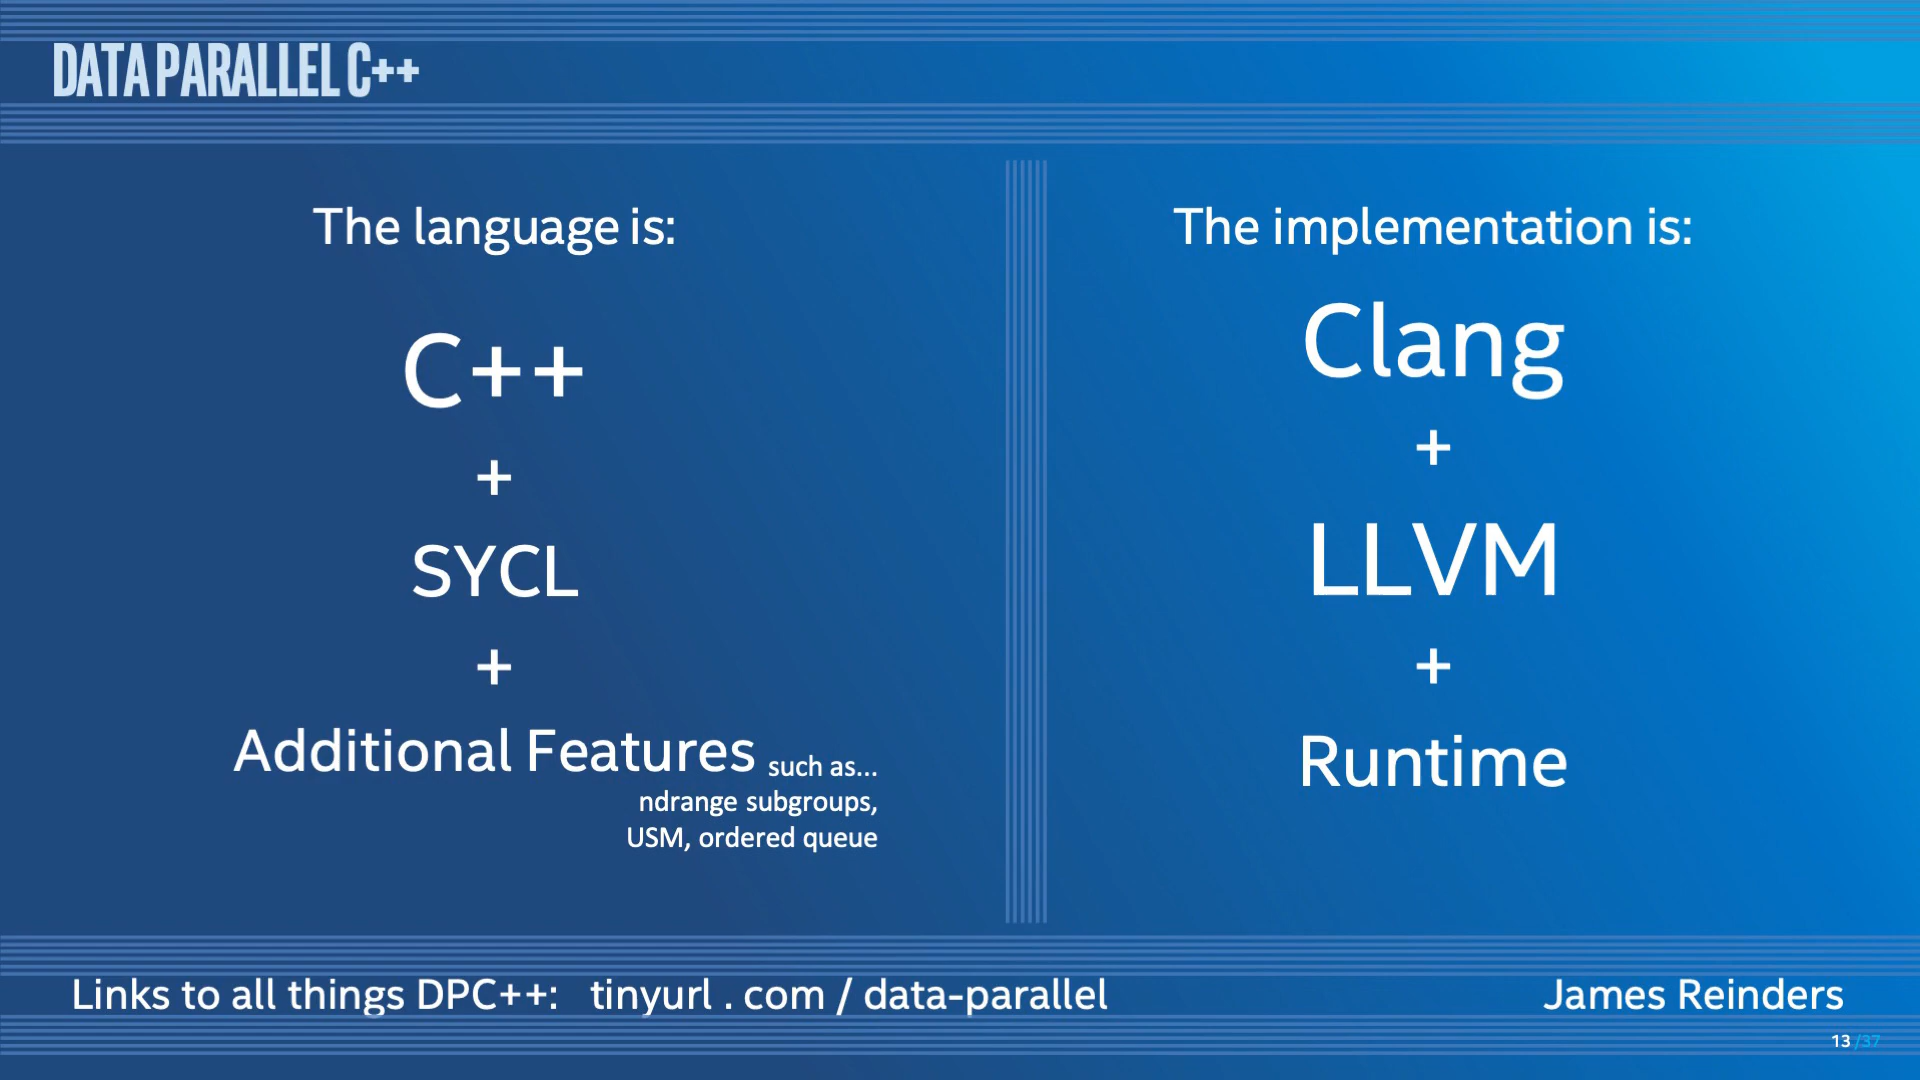 DATA PARALLEL C++
The language is:
C++
+
SYCL
+
Additional Features such as...
ndrange subgroups,
USM, ordered queue
The implementation is:
Clang
+
LLVM
+
Runtime
Links to all things DPC++: tinyurl . com / data-parallel
James Reinders
13 /37